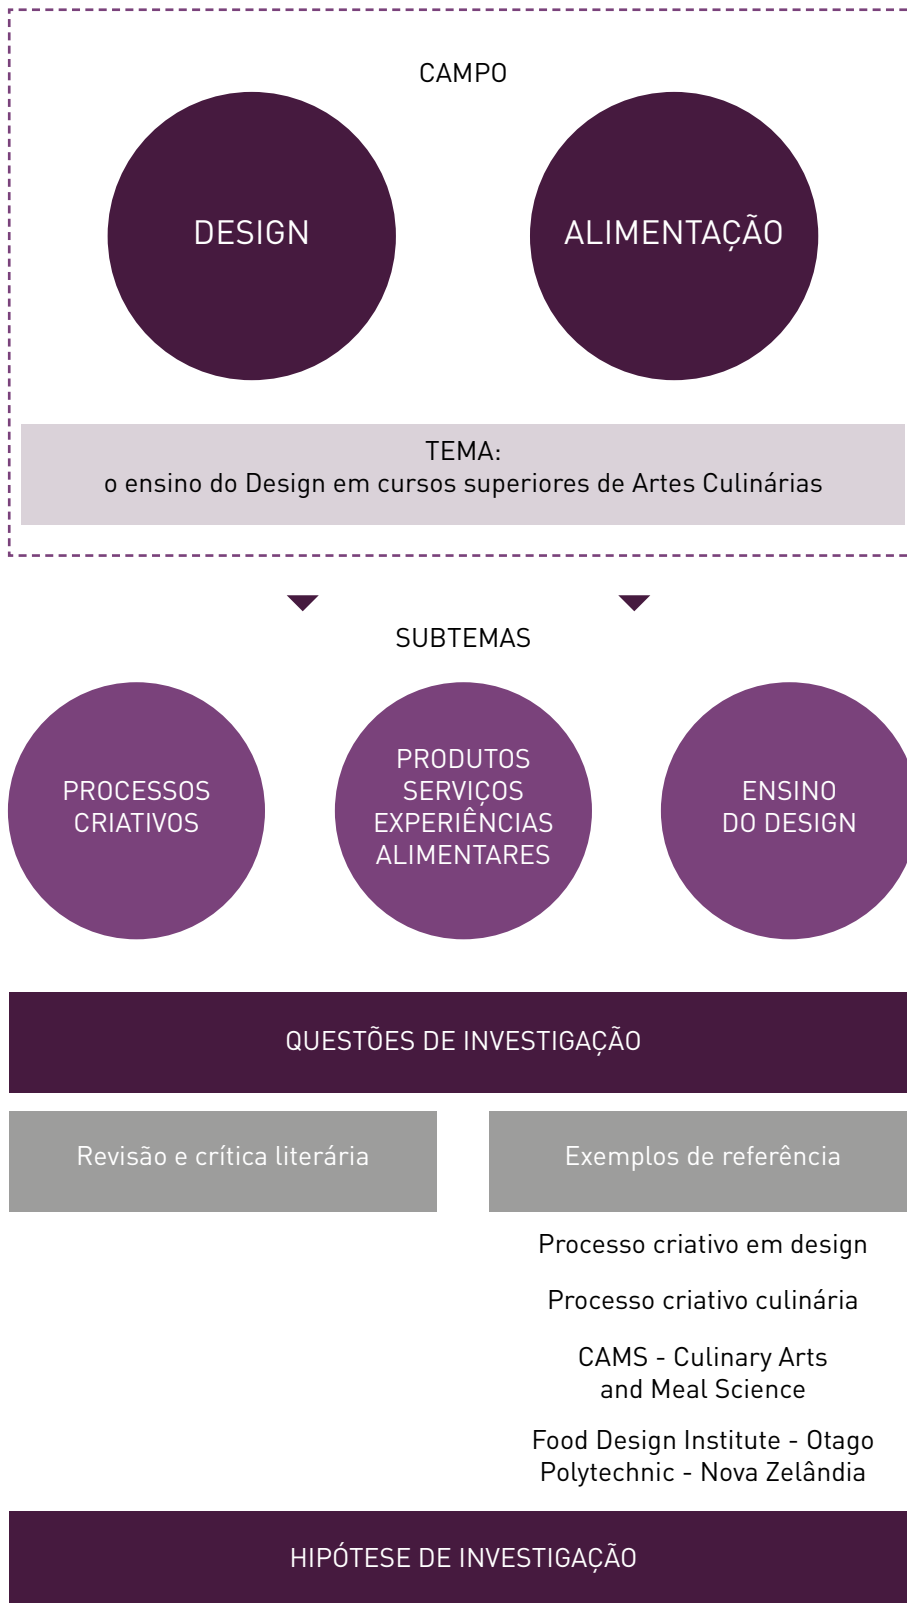 CAMPO
DESIGN
ALIMENTAÇÃO
TEMA:
o ensino do Design em cursos superiores de Artes Culinárias
SUBTEMAS
PROCESSOS
CRIATIVOS
PRODUTOS
SERVIÇOS
EXPERIÊNCIAS
ALIMENTARES
ENSINO
DO DESIGN
QUESTÕES DE INVESTIGAÇÃO
Revisão e crítica literária
Exemplos de referência
Processo criativo em design
Processo criativo culinária
CAMS - Culinary Arts
and Meal Science
Food Design Institute - Otago
Polytechnic - Nova Zelândia
HIPÓTESE DE INVESTIGAÇÃO